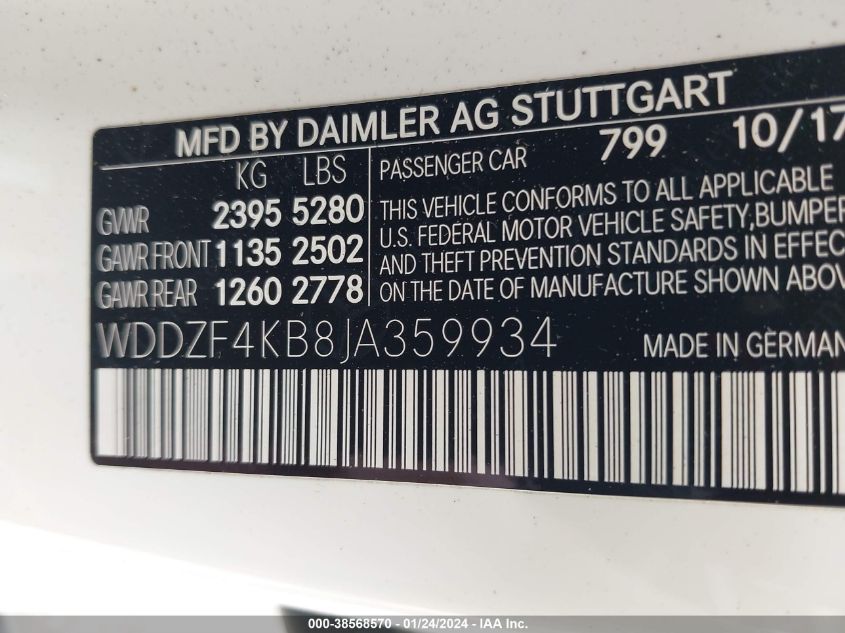 MFD BY DAIMLER AG STUTTGART
KG LBS
GVWR 2395 5280
GAWR FRONT 1135 2502
GAWR REAR 1260 2778
PASSENGER CAR 799 10/17
THIS VEHICLE CONFORMS TO ALL APPLICABLE
U.S. FEDERAL MOTOR VEHICLE SAFETY,BUMPER
AND THEFT PREVENTION STANDARDS IN EFFEC
ON THE DATE OF MANUFACTURE SHOWN ABOV
WDDZF4KB8JA359934 MADE IN GERMAN
000-38568570 - 01/24/2024 - IAA Inc.